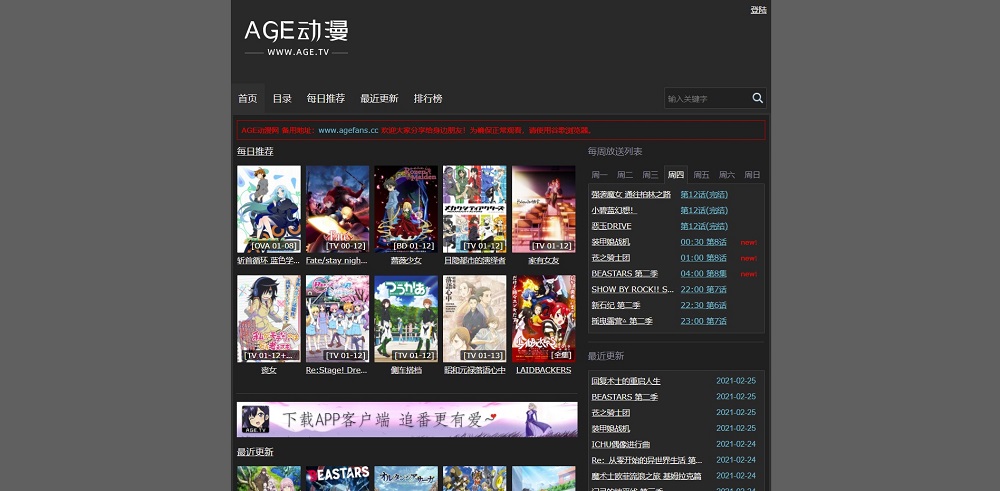 登陆
AGE动漫
WWW.AGE.TV
首页 目录 每日推荐 最近更新 排行榜
输入关键字
AGE动漫网 备用地址：www.agefans.cc 欢迎大家分享给身边朋友！为确保正常观看，请使用谷歌浏览器。
每日推荐
[OVA 01-08] [TV 00-12] [BD 01-12] [TV 01-12] [TV 01-12]
斩首循环 蓝色学... Fate/stay nigh... 蔷薇少女 目隐都市的演绎者 家有女友
[TV 01-12+... [TV 01-12] [TV 01-12] [TV 01-13] [全集]
丧女 Re:Stage! Dre... 侧车搭档 昭和元禄落语心中 LAIDBACKERS
下载APP客户端 追番更有爱~
AGE.TV
最近更新
EASTARS
每周放送列表
周一 周二 周三 周四 周五 周六 周日
强袭魔女 通往柏林之路 第12话(完结)
小碧蓝幻想！ 第12话(完结)
恶玉DRIVE 第12话(完结)
装甲娘战机 00:30 第8话 new!
苍之骑士团 01:00 第8话 new!
BEASTARS 第二季 04:00 第8集 new!
SHOW BY ROCK!! S... 22:00 第7话
新石纪 第二季 22:30 第6话
摇曳露营△ 第二季 23:00 第7话
最近更新
回复术士的重启人生 2021-02-25
BEASTARS 第二季 2021-02-25
苍之骑士团 2021-02-25
装甲娘战机 2021-02-25
ICHU偶像进行曲 2021-02-24
Re：从零开始的异世界生活 第... 2021-02-24
魔术士欧菲流浪之旅 基姆拉克篇 2021-02-24
2021-02-24